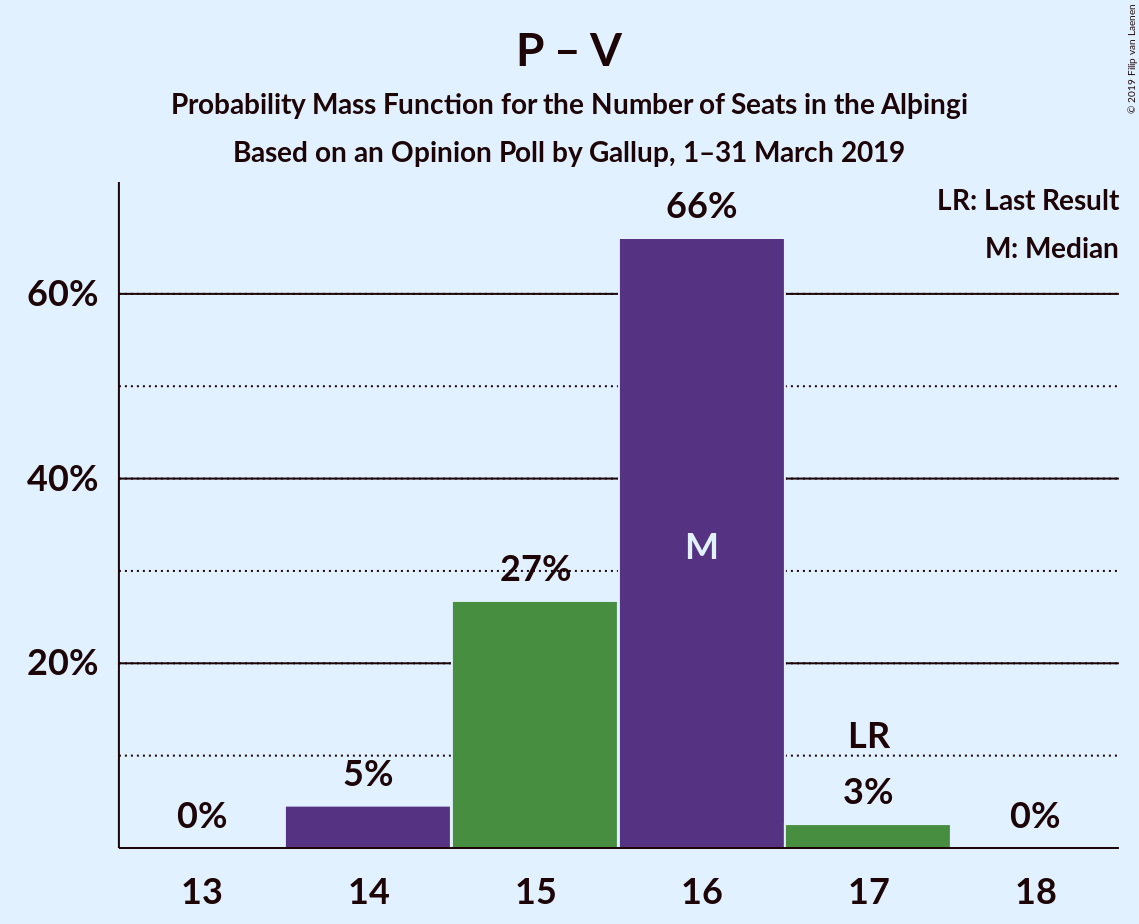 P – V
Probability Mass Function for the Number of Seats in the Alþingi
Based on an Opinion Poll by Gallup, 1–31 March 2019
© 2019 Filip van Laenen
LR: Last Result
M: Median
66%
60%
40%
M
27%
20%
LR
5%
3%
0%
0%
13 14 15 16 17 18